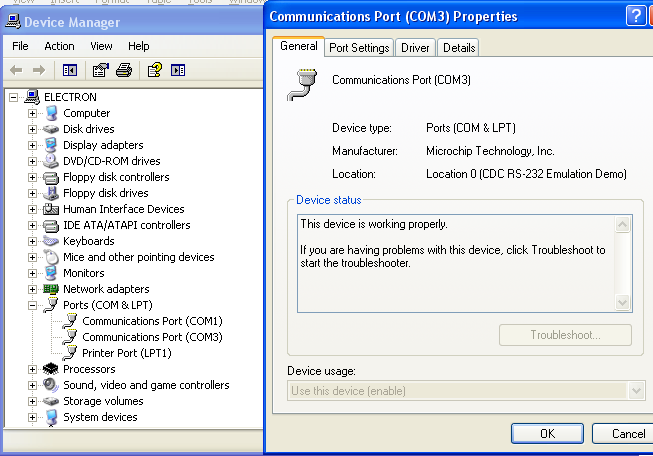 Device Manager
File Action View Help
ELECTRON
Computer
Disk drives
Display adapters
DVD/CD-ROM drives
Floppy disk controllers
Floppy disk drives
Human Interface Devices
IDE ATA/ATAPI controllers
Keyboards
Mice and other pointing devices
Monitors
Network adapters
Ports (COM & LPT)
Communications Port (COM1)
Communications Port (COM3)
Printer Port (LPT1)
Processors
Sound, video and game controllers
Storage volumes
System devices
Communications Port (COM3) Properties
General Port Settings Driver Details
Communications Port (COM3)
Device type: Ports (COM & LPT)
Manufacturer: Microchip Technology, Inc.
Location: Location 0 (CDC RS-232 Emulation Demo)
Device status
This device is working properly.
If you are having problems with this device, click Troubleshoot to
start the troubleshooter.
Troubleshoot...
Device usage:
Use this device (enable)
OK Cancel